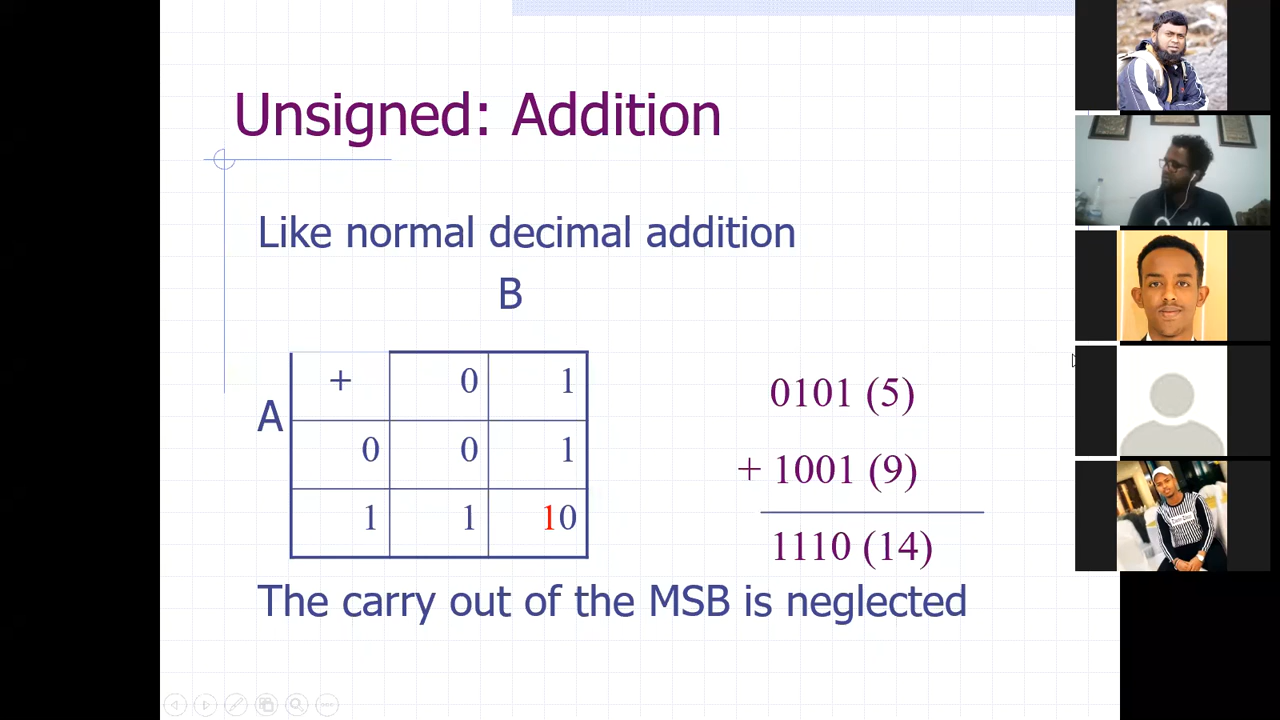 Unsigned: Addition
Like normal decimal addition
B
A
+ 0 1
0 0 1
1 1 10
0101 (5)
+ 1001 (9)
1110 (14)
The carry out of the MSB is neglected